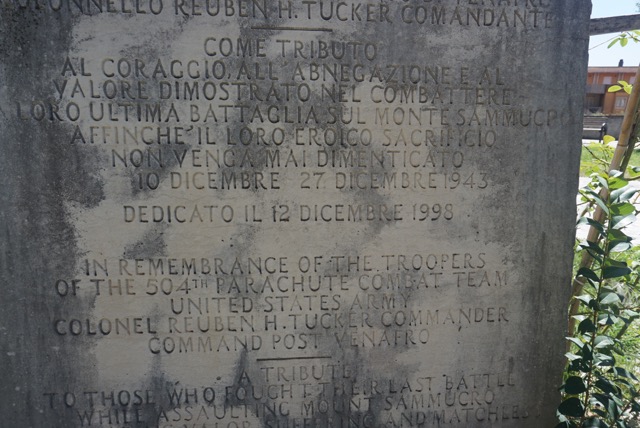 REUBEN H. TUCKER COMANDANTE
COME TRIBUTO
AL CORAGGIO, ALL'ABNEGAZIONE E AL
VALORE DIMOSTRATO NEL COMBATTERE
LORO ULTIMA BATTAGLIA SUL MONTE SAMMUCRO
AFFINCHE' IL LORO EROICO SACRIFICIO
NON VENGA MAI DIMENTICATO
10 DICEMBRE 27 DICEMBRE 1943
DEDICATO IL 12 DICEMBRE 1998
IN REMEMBRANCE OF THE TROOPERS
OF THE 504TH PARACHUTE COMBAT TEAM
UNITED STATES ARMY
COLONEL REUBEN H. TUCKER COMMANDER
COMMAND POST VENAFRO
A TRIBUTE
TO THOSE WHO FOUGHT THEIR LAST BATTLE
WHILE ASSAULTING MOUNT SAMMUCRO
VALOR SUFFERING AND